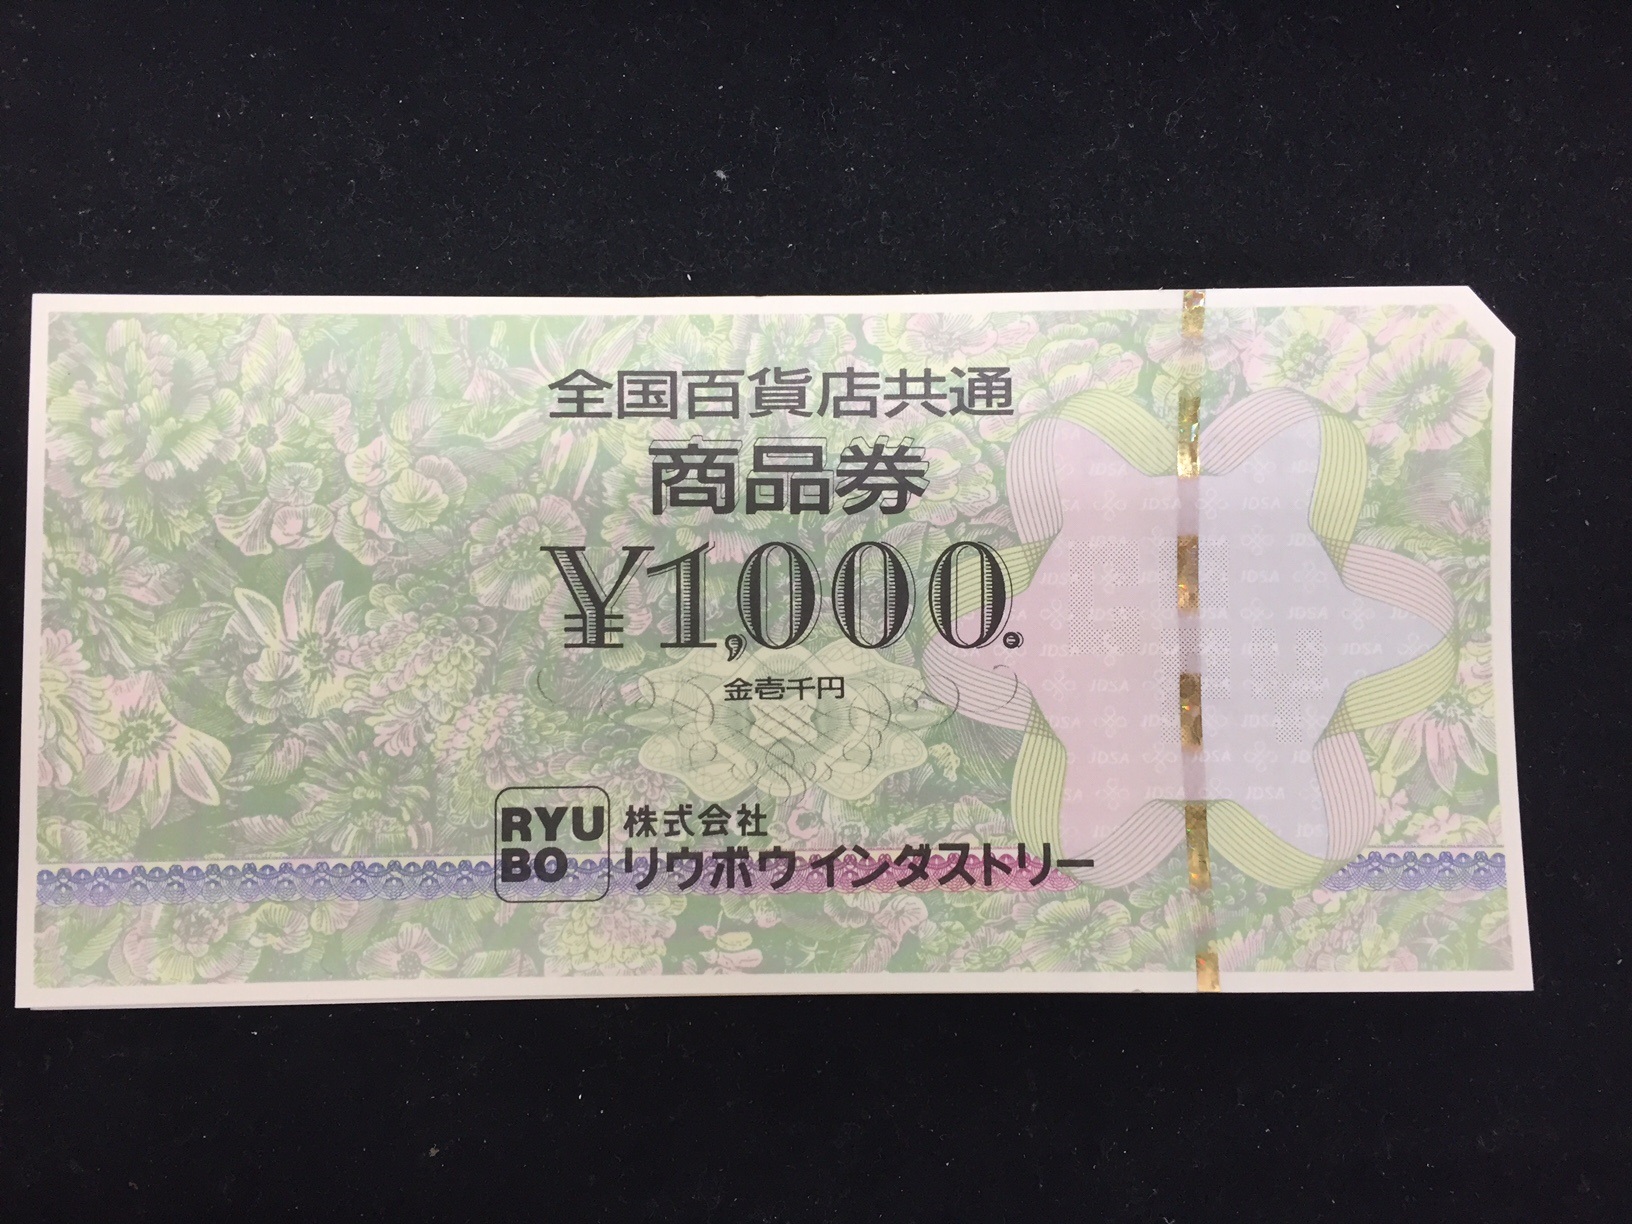 全国百貨店共通
商品券
¥1,000.
金壱千円
RYU
BO
株式会社
リウボウインダストリー
JDSA